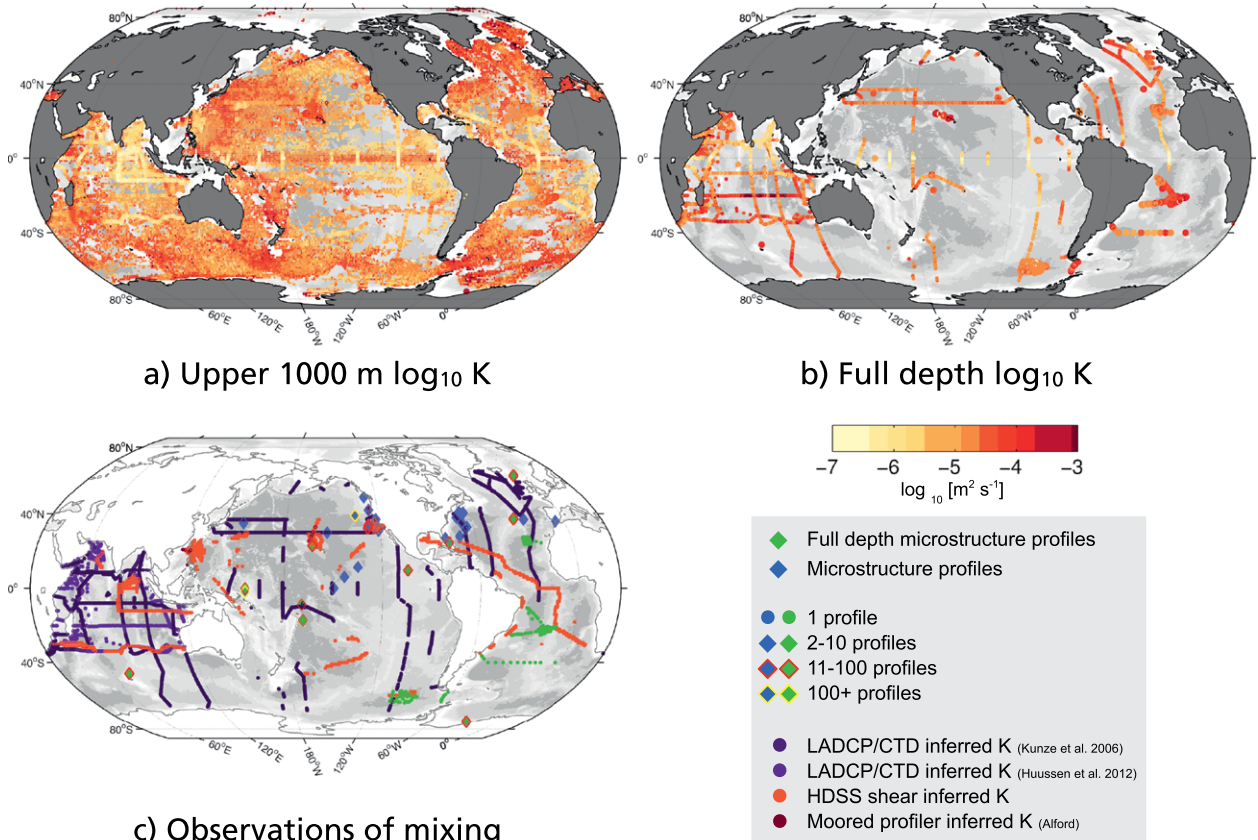 80°N
40°N
0°
40°S
80°S
60°E
120°E
180°W
120°W
60°W
0°
a) Upper 1000 m log₁₀ K
80°N
40°N
0°
40°S
80°S
60°E
120°E
180°W
120°W
60°W
0°
b) Full depth log₁₀ K
−7 −6 −5 −4 −3
log ₁₀ [m² s⁻¹]
80°N
40°N
0°
40°S
80°S
60°E
120°E
180°W
120°W
60°W
0°
c) Observations of mixing
Full depth microstructure profiles
Microstructure profiles
1 profile
2-10 profiles
11-100 profiles
100+ profiles
LADCP/CTD inferred K (Kunze et al. 2006)
LADCP/CTD inferred K (Huussen et al. 2012)
HDSS shear inferred K
Moored profiler inferred K (Alford)